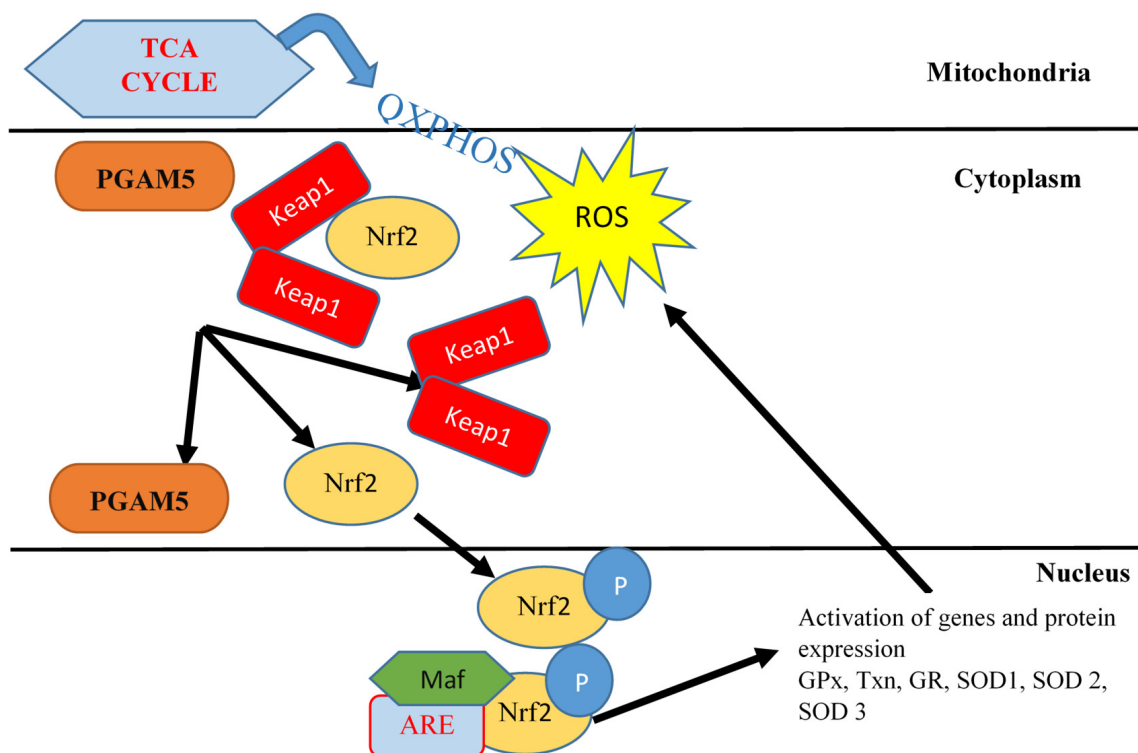 TCA
CYCLE
Mitochondria
QXPHOS
PGAM5
Keap1
Nrf2
ROS
Cytoplasm
Keap1
Keap1
Keap1
PGAM5
Nrf2
Nucleus
Nrf2
P
Activation of genes and protein
expression
GPx, Txn, GR, SOD1, SOD 2,
SOD 3
Maf
P
ARE
Nrf2